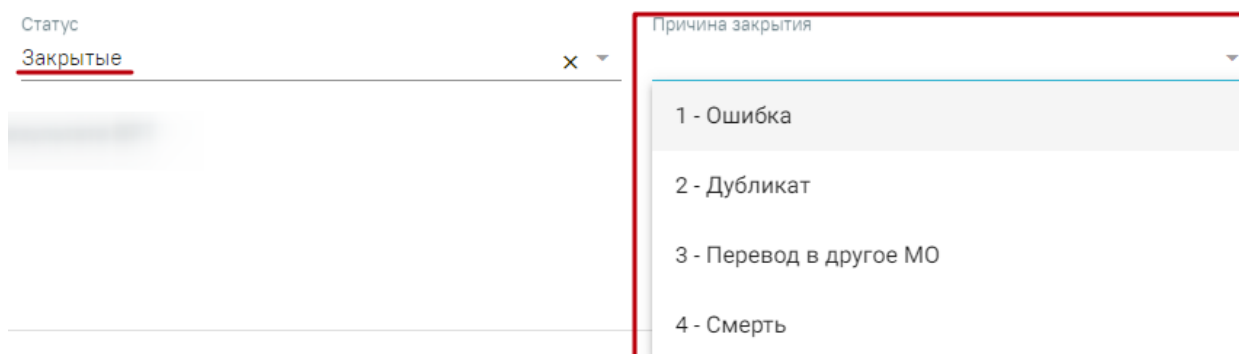 Статус
Закрытые
Причина закрытия
1 - Ошибка
2 - Дубликат
3 - Перевод в другое МО
4 - Смерть